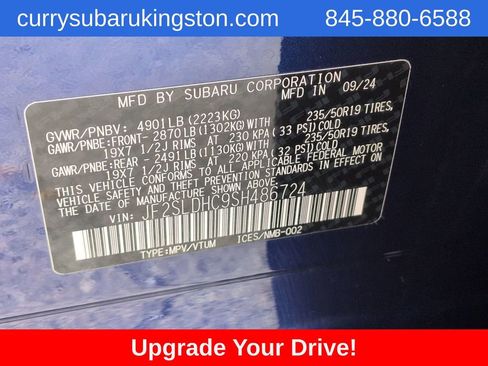 currysubarukingston.com 845-880-6588
MFD BY SUBARU CORPORATION
MFD IN 09/24
GVWR/PNBV: 4901LB (2223KG)
GAWR/PNBE:FRONT- 2870LB (1302KG)WITH 235/50R19 TIRES,
19X7 1/2J RIMS AT 230 KPA (33 PSI)COLD
GAWR/PNBE:REAR - 2491LB (1130KG)WITH 235/50R19 TIRES,
19X7 1/2J RIMS AT 220 KPA (32 PSI)COLD
THIS VEHICLE CONFORMS TO ALL APPLICABLE FEDERAL MOTOR
VEHICLE SAFETY AND THEFT PREVENTION STANDARDS IN
EFFECT ON THE DATE OF MANUFACTURE SHOWN ABOVE.
VIN: JF2SLDHC9SH486724
TYPE:MPV/VTUM ICES/NMB-002
Upgrade Your Drive!